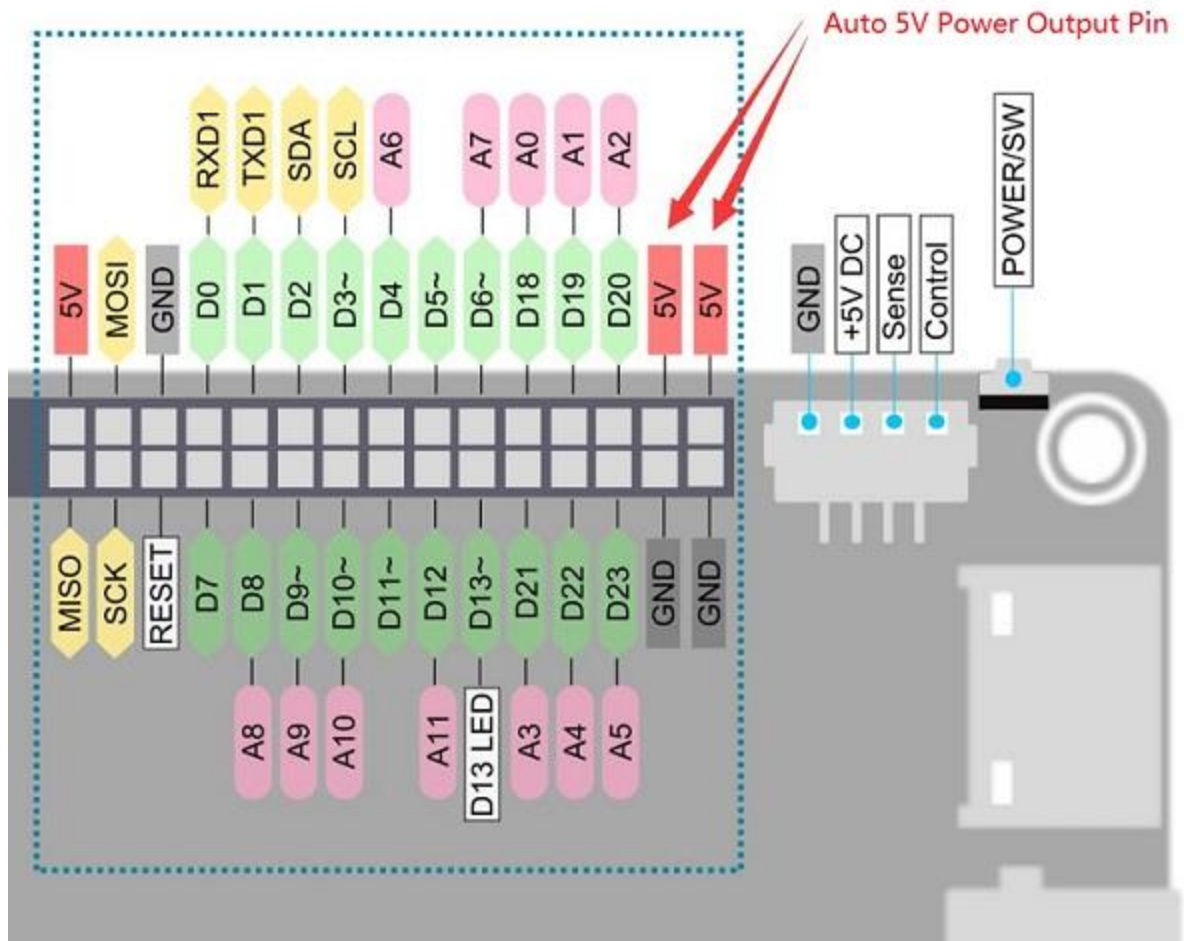 Auto 5V Power Output Pin
RXD1
TXD1
SDA
SCL
A6
A7
A0
A1
A2
5V
MOSI
GND
D0
D1
D2
D3~
D4
D5~
D6~
D18
D19
D20
5V
5V
GND
+5V DC
Sense
Control
POWER/SW
MISO
SCK
RESET
D7
D8
D9~
D10~
D11~
D12
D13~
D21
D22
D23
GND
GND
A8
A9
A10
A11
D13 LED
A3
A4
A5